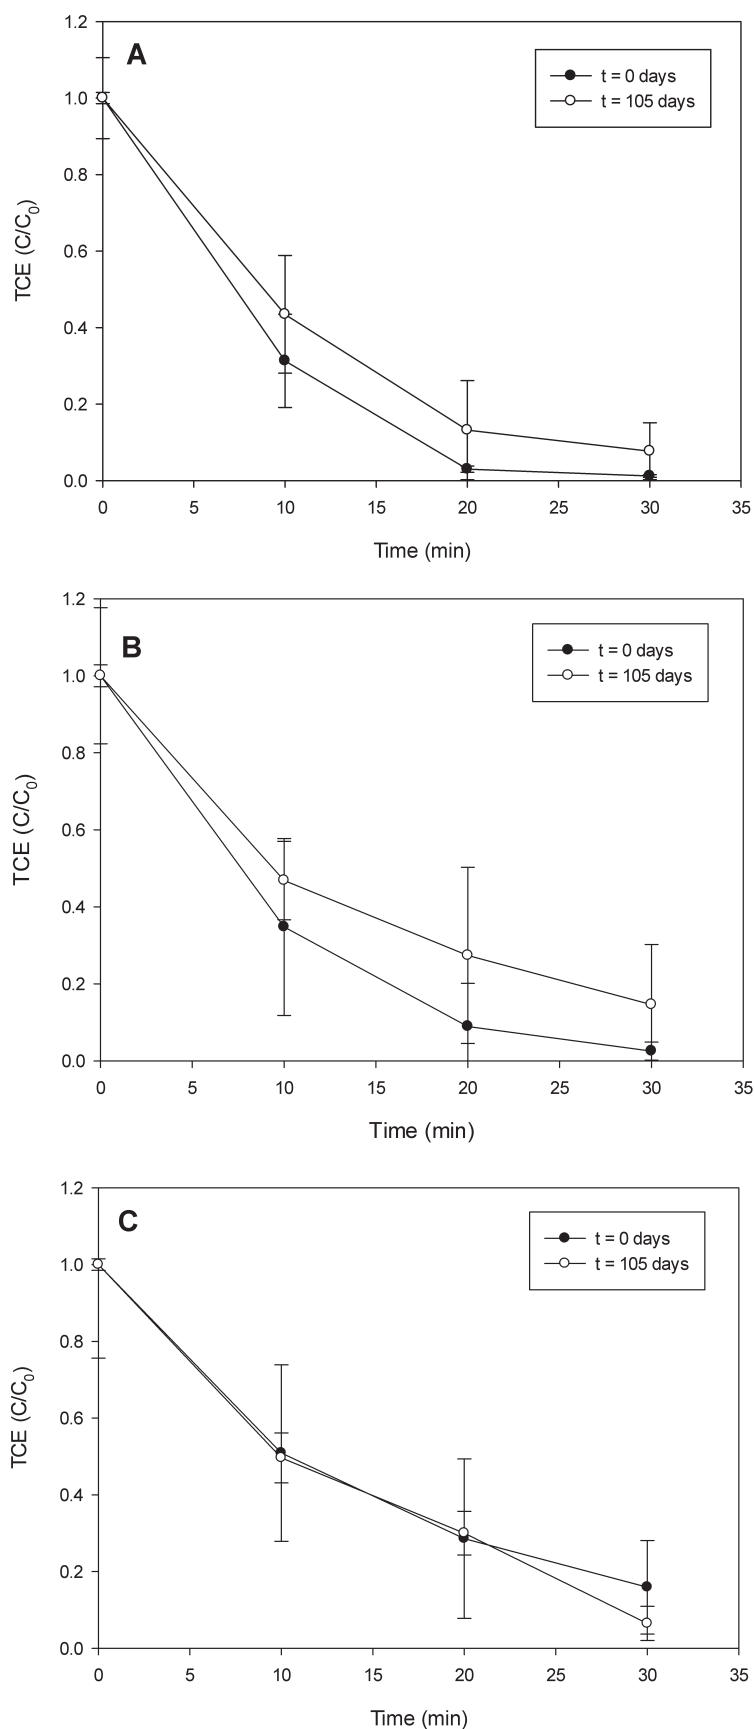 1.2
A
t = 0 days
t = 105 days
1.0
0.8
TCE (C/C0)
0.6
0.4
0.2
0.0
0 5 10 15 20 25 30 35
Time (min)
1.2
B
t = 0 days
t = 105 days
1.0
0.8
TCE (C/C0)
0.6
0.4
0.2
0.0
0 5 10 15 20 25 30 35
Time (min)
1.2
C
t = 0 days
t = 105 days
1.0
0.8
TCE (C/C0)
0.6
0.4
0.2
0.0
0 5 10 15 20 25 30 35
Time (min)